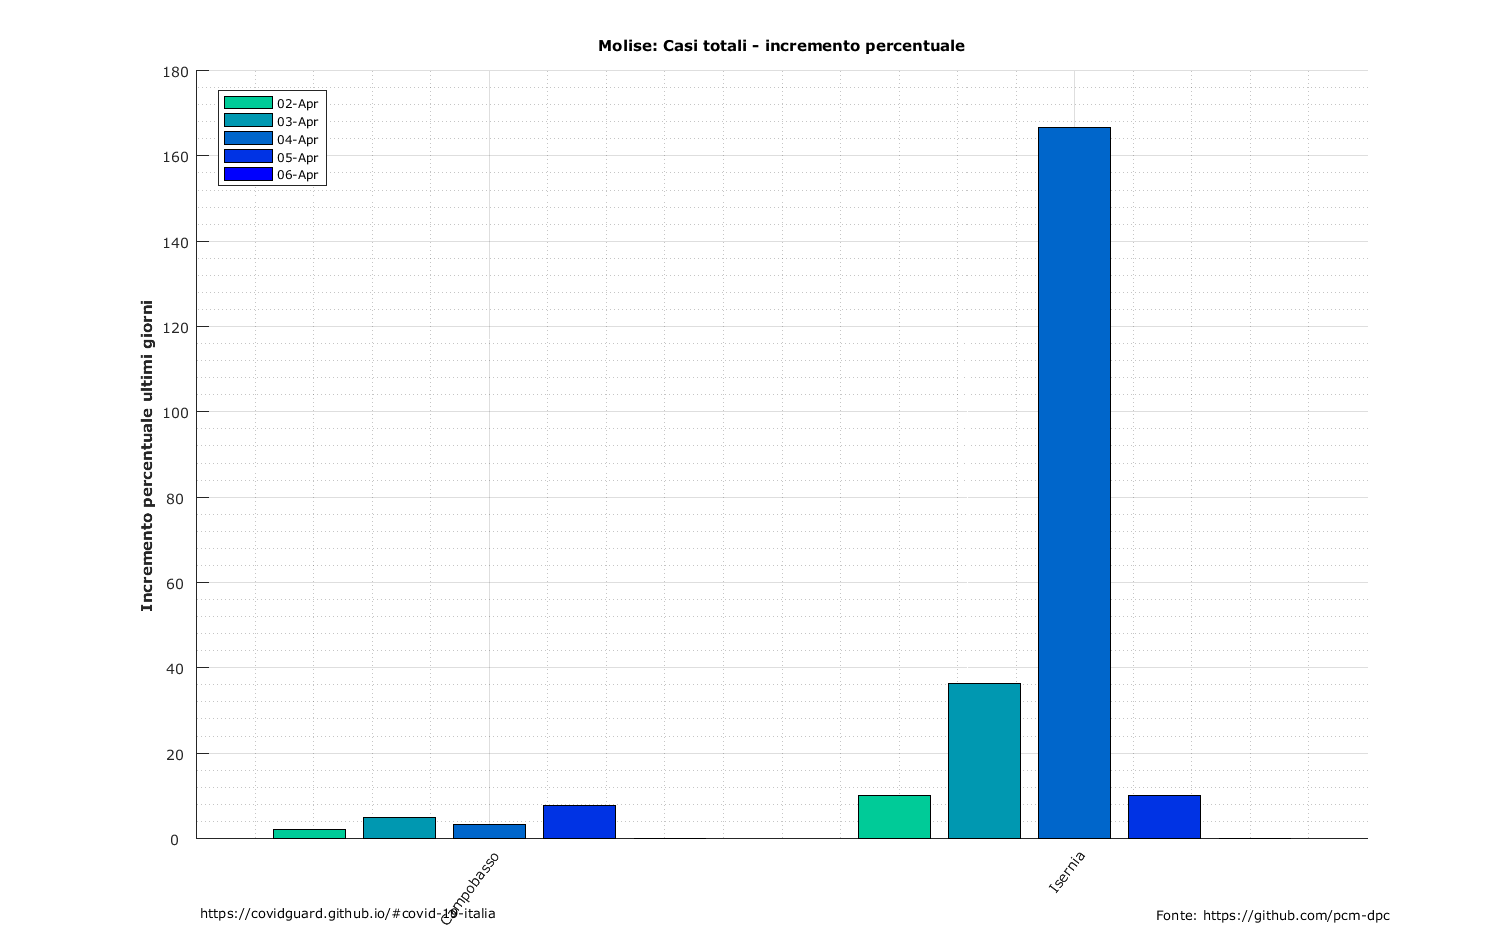 Molise: Casi totali - incremento percentuale
180
160
140
120
100
80
60
40
20
0
Incremento percentuale ultimi giorni
02-Apr
03-Apr
04-Apr
05-Apr
06-Apr
Campobasso
Isernia
https://covidguard.github.io/#covid-19-italia
Fonte: https://github.com/pcm-dpc